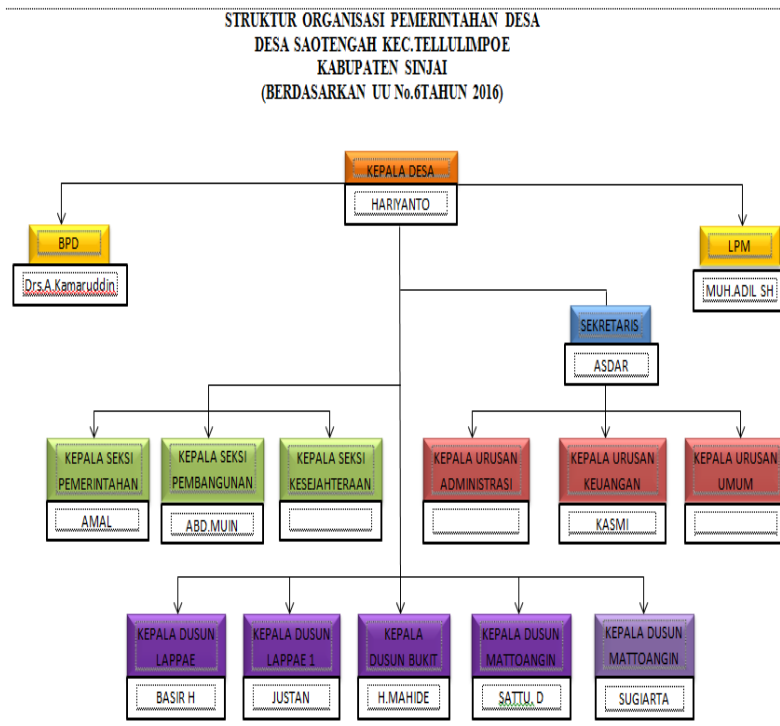 STRUKTUR ORGANISASI PEMERINTAHAN DESA
DESA SAOTENGAH KEC.TELLULIMPOE
KABUPATEN SINJAI
(BERDASARKAN UU No.6TAHUN 2016)
KEPALA DESA
HARIYANTO
BPD
Drs.A.Kamaruddin
LPM
MUH.ADIL SH
SEKRETARIS
ASDAR
KEPALA SEKSI
PEMERINTAHAN
AMAL
KEPALA SEKSI
PEMBANGUNAN
ABD.MUIN
KEPALA SEKSI
KESEJAHTERAAN
KEPALA URUSAN
ADMINISTRASI
KEPALA URUSAN
KEUANGAN
KASMI
KEPALA URUSAN
UMUM
KEPALA DUSUN
LAPPAE
BASIR H
KEPALA DUSUN
LAPPAE 1
JUSTAN
KEPALA
DUSUN BUKIT
H.MAHIDE
KEPALA DUSUN
MATTOANGIN
SATTU. D
KEPALA DUSUN
MATTOANGIN
SUGIARTA